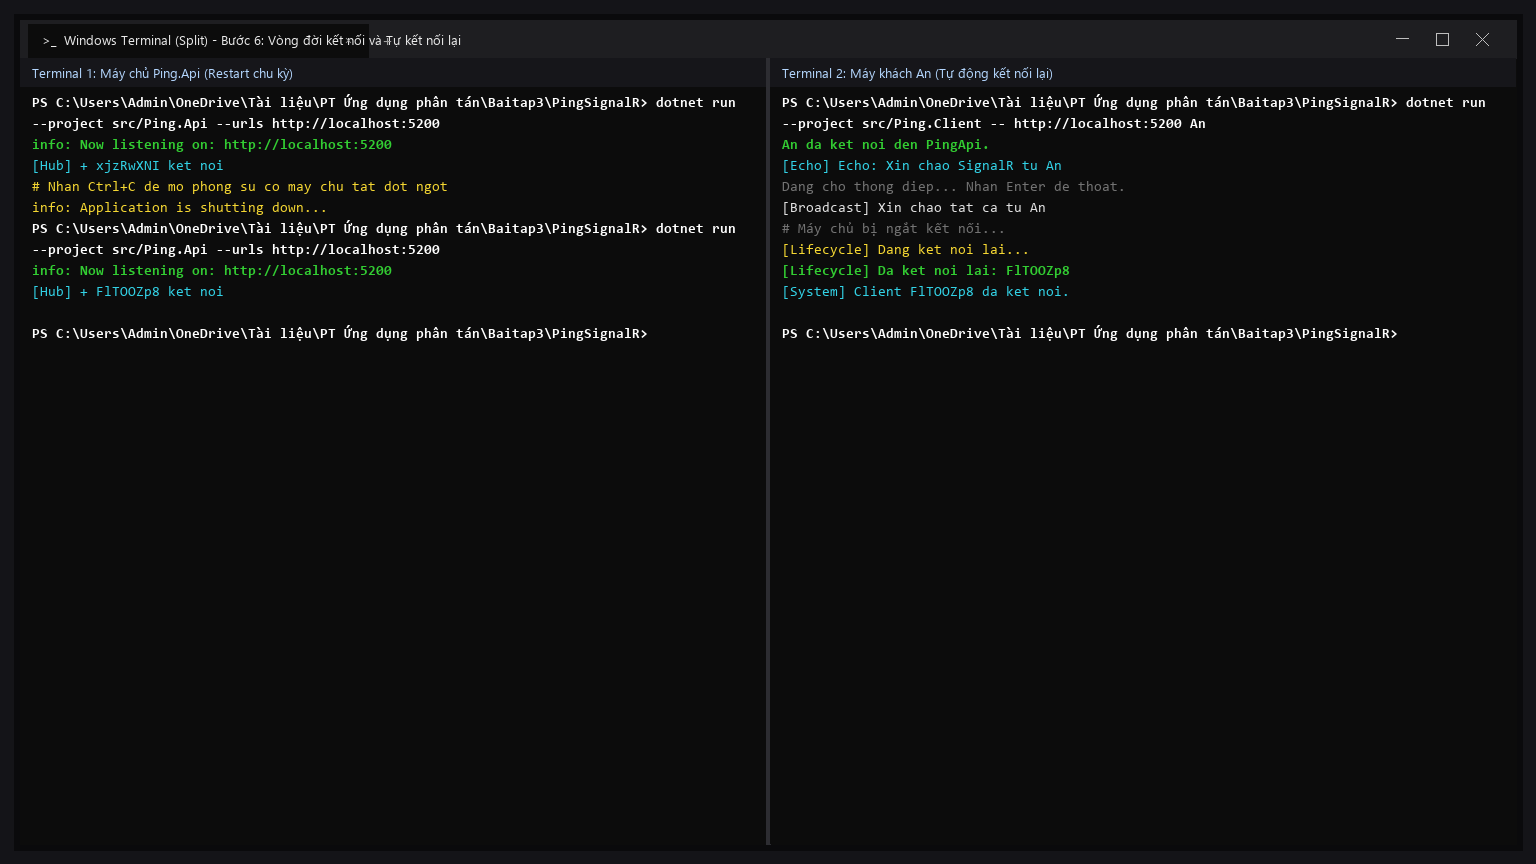 >_ Windows Terminal (Split) - Bước 6: Vòng đời kết nối và Tự kết nối lại
Terminal 1: Máy chủ Ping.Api (Restart chu kỳ)
PS C:\Users\Admin\OneDrive\Tài liệu\PT Ứng dụng phân tán\Baitap3\PingSignalR> dotnet run
--project src/Ping.Api --urls http://localhost:5200
info: Now listening on: http://localhost:5200
[Hub] + xjzRwXNI ket noi
# Nhan Ctrl+C de mo phong su co may chu tat dot ngot
info: Application is shutting down...
PS C:\Users\Admin\OneDrive\Tài liệu\PT Ứng dụng phân tán\Baitap3\PingSignalR> dotnet run
--project src/Ping.Api --urls http://localhost:5200
info: Now listening on: http://localhost:5200
[Hub] + FlTOOZp8 ket noi
PS C:\Users\Admin\OneDrive\Tài liệu\PT Ứng dụng phân tán\Baitap3\PingSignalR>
Terminal 2: Máy khách An (Tự động kết nối lại)
PS C:\Users\Admin\OneDrive\Tài liệu\PT Ứng dụng phân tán\Baitap3\PingSignalR> dotnet run
--project src/Ping.Client -- http://localhost:5200 An
An da ket noi den PingApi.
[Echo] Echo: Xin chao SignalR tu An
Dang cho thong diep... Nhan Enter de thoat.
[Broadcast] Xin chao tat ca tu An
# Máy chủ bị ngắt kết nối...
[Lifecycle] Dang ket noi lai...
[Lifecycle] Da ket noi lai: FlTOOZp8
[System] Client FlTOOZp8 da ket noi.
PS C:\Users\Admin\OneDrive\Tài liệu\PT Ứng dụng phân tán\Baitap3\PingSignalR>